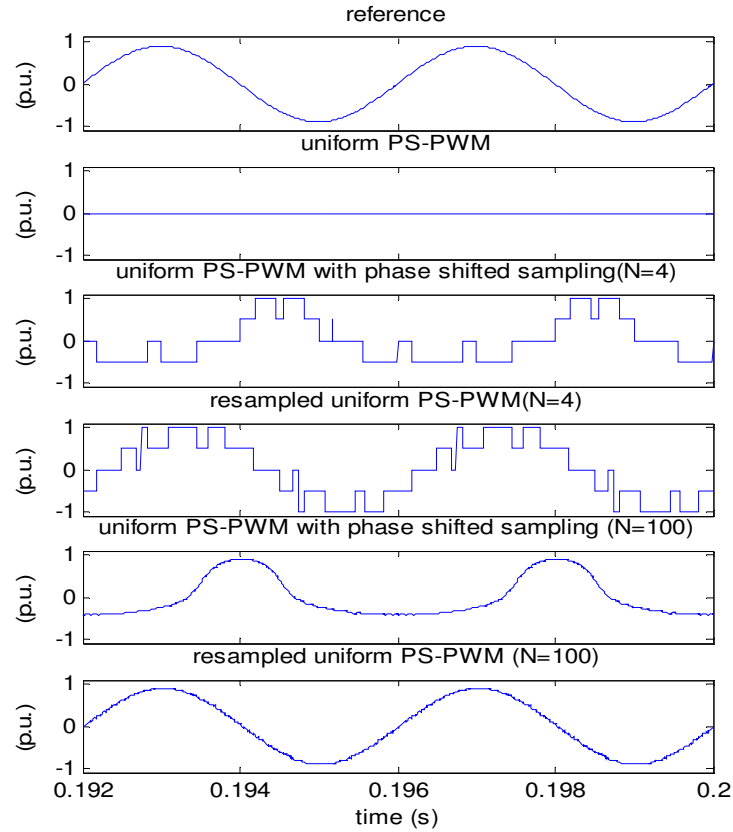 reference
1
0
-1
(p.u.)
uniform PS-PWM
1
0
-1
(p.u.)
uniform PS-PWM with phase shifted sampling(N=4)
1
0
-1
(p.u.)
resampled uniform PS-PWM(N=4)
1
0
-1
(p.u.)
uniform PS-PWM with phase shifted sampling (N=100)
1
0
-1
(p.u.)
resampled uniform PS-PWM (N=100)
1
0
-1
(p.u.)
0.192 0.194 0.196 0.198 0.2
time (s)